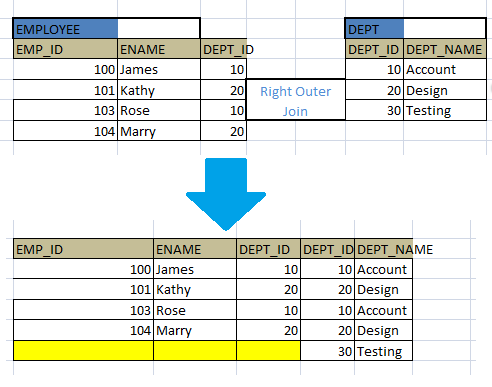 EMPLOYEE DEPT
EMP_ID ENAME DEPT_ID DEPT_ID DEPT_NAME
100 James 10 10 Account
101 Kathy 20 Right Outer 20 Design
103 Rose 10 Join 30 Testing
104 Marry 20
EMP_ID ENAME DEPT_ID DEPT_ID DEPT_NAME
100 James 10 10 Account
101 Kathy 20 20 Design
103 Rose 10 10 Account
104 Marry 20 20 Design
30 Testing